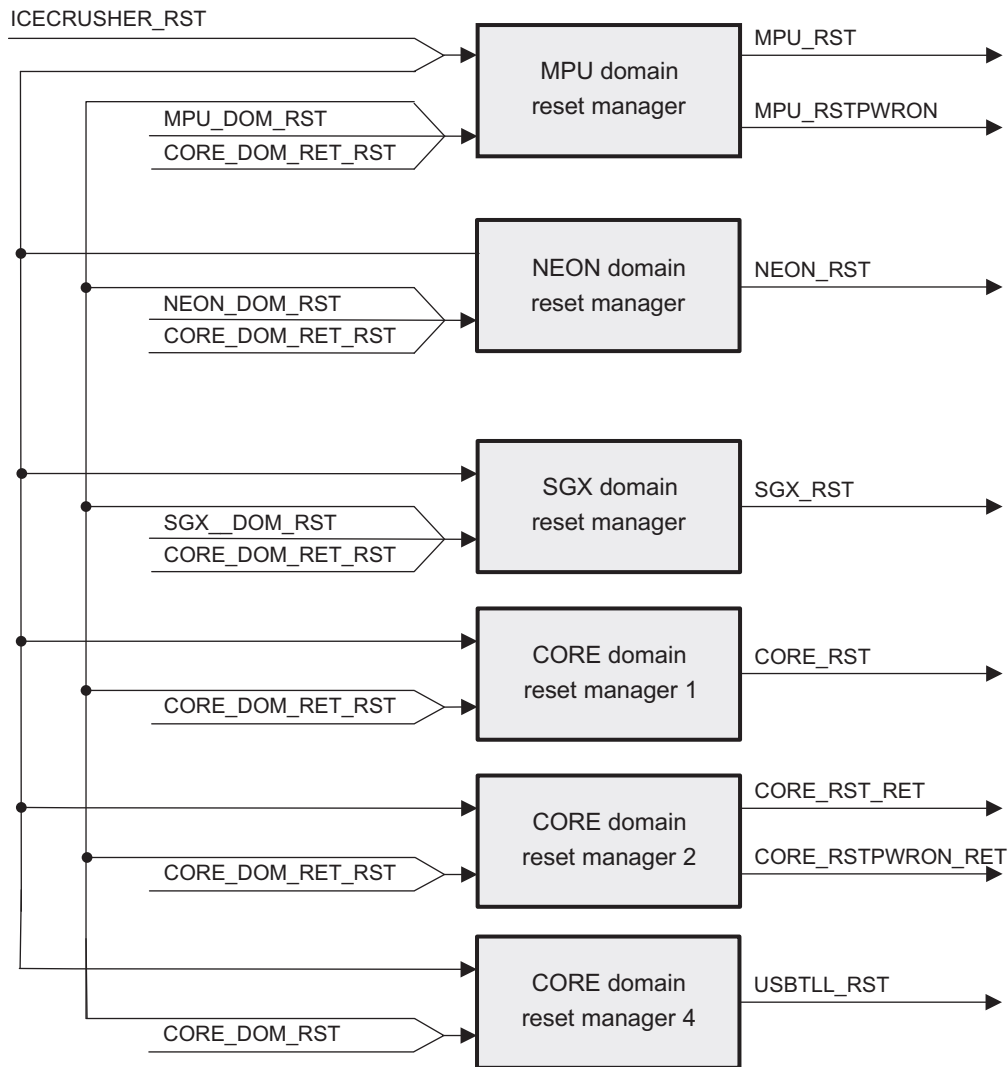 ICECRUSHER_RST
MPU domain
reset manager
MPU_RST
MPU_RSTPWRON
MPU_DOM_RST
CORE_DOM_RET_RST
NEON domain
reset manager
NEON_RST
NEON_DOM_RST
CORE_DOM_RET_RST
SGX domain
reset manager
SGX_RST
SGX__DOM_RST
CORE_DOM_RET_RST
CORE domain
reset manager 1
CORE_RST
CORE_DOM_RET_RST
CORE domain
reset manager 2
CORE_RST_RET
CORE_RSTPWRON_RET
CORE_DOM_RET_RST
CORE domain
reset manager 4
USBTLL_RST
CORE_DOM_RST